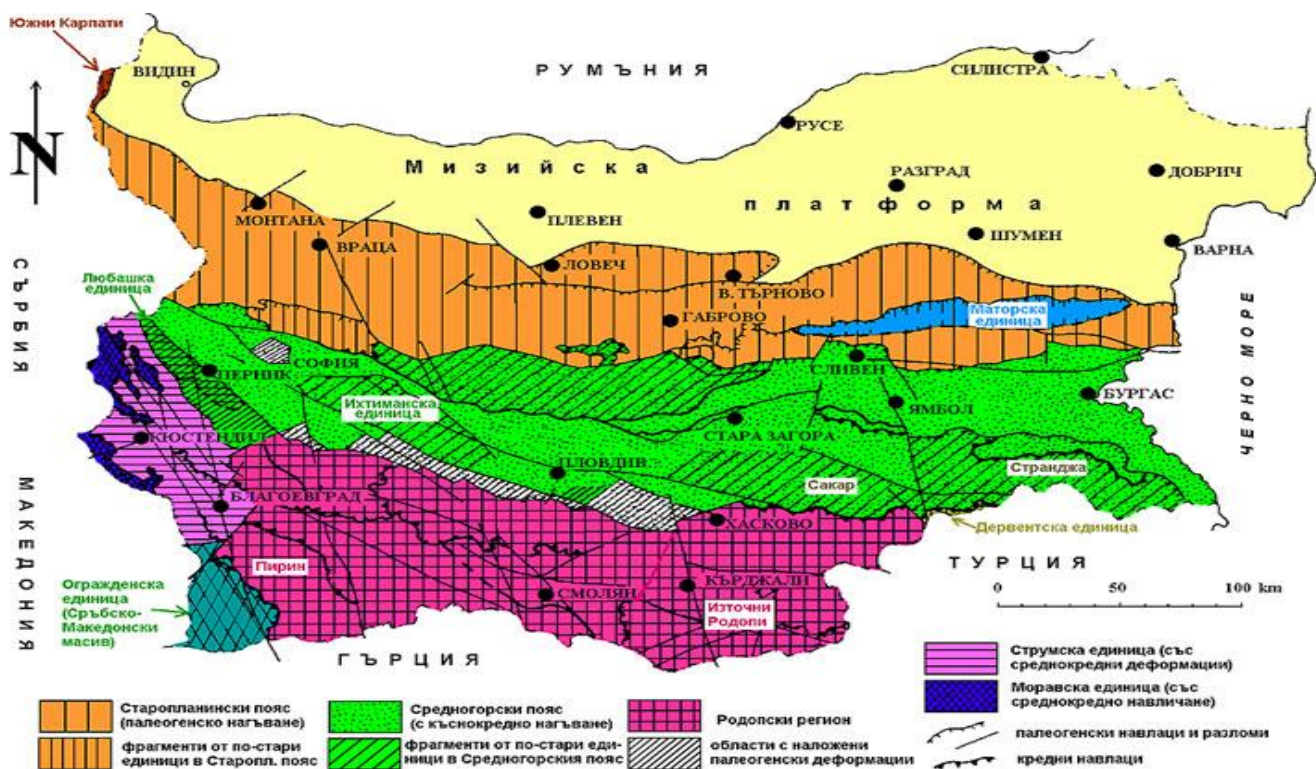 Южни Карпати
ВИДИН
РУМЪНИЯ
СИЛИСТРА
РУСЕ
N
Мизийска
платформа
РАЗГРАД
ДОБРИЧ
МОНТАНА
ПЛЕВЕН
ШУМЕН
ВРАЦА
ВАРНА
СЪРБИЯ
ЛОВЕЧ
Любашка
единица
В. ТЪРНОВО
ГАБРОВО
Маторска
единица
ЧЕРНО МОРЕ
СОФИЯ
ПЕРНИК
СЛИВЕН
БУРГАС
Ихтиманска
единица
ЯМБОЛ
СТАРА ЗАГОРА
КЮСТЕНДИЛ
ПЛОВДИВ
Странджа
Сакар
МАКЕДОНИЯ
БЛАГОЕВГРАД
ХАСКОВО
Дервентска единица
ТУРЦИЯ
Пирин
КЪРДЖАЛИ
СМОЛЯН
Огражденска
единица
(Сръбско-
Македонски
масив)
Източни
Родопи
0 50 100 km
ГЪРЦИЯ
Старопланински пояс
(палеогенско нагъване)
фрагменти от по-стари
единици в Старопл. пояс
Средногорски пояс
(с къснокредно нагъване)
фрагменти от по-стари еди-
ници в Средногорския пояс
Родопски регион
области с наложени
палеогенски деформации
Струмска единица (със
среднокредни деформации)
Моравска единица (със
среднокредно навличане)
палеогенски навлаци и разломи
кредни навлаци